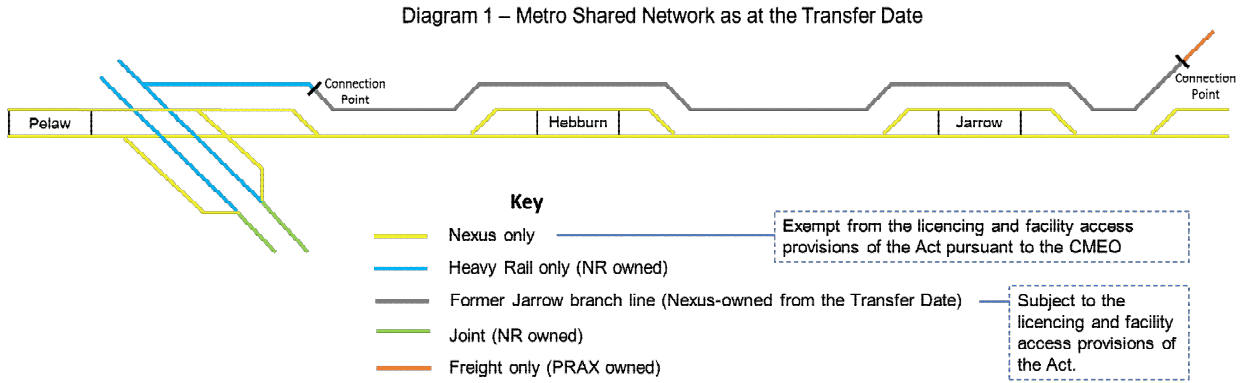 Diagram 1 – Metro Shared Network as at the Transfer Date
Connection
Point
Connection
Point
Pelaw
Hebburn
Jarrow
Key
Nexus only
Exempt from the licencing and facility access
provisions of the Act pursuant to the CMEO
Heavy Rail only (NR owned)
Former Jarrow branch line (Nexus-owned from the Transfer Date)
Subject to the
licencing and facility
access provisions of
the Act.
Joint (NR owned)
Freight only (PRAX owned)